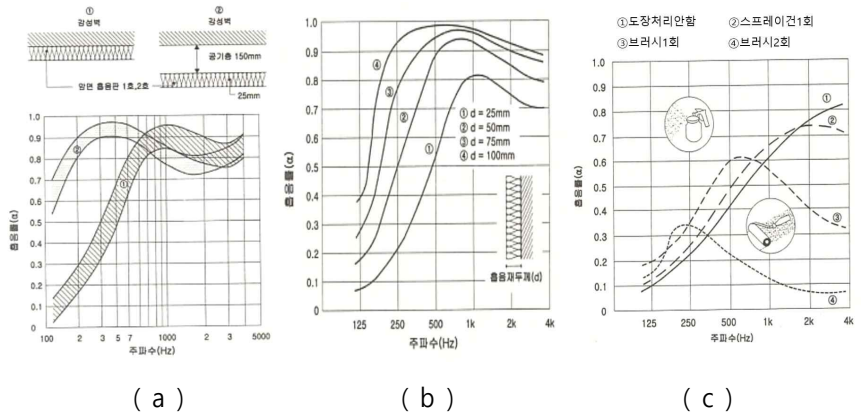 ①
강성벽
②
강성벽
공기층 150mm
암면 흡음판 1호,2호
25mm
흡음률(α)
1.0
0.9
0.8
0.7
0.6
0.5
0.4
0.3
0.2
0.1
0
②
①
100 2 3 4 5 7 1000 2 3 5000
주파수(Hz)
(a)
흡음률(α)
1.0
0.9
0.8
0.7
0.6
0.5
0.4
0.3
0.2
0.1
④
③
②
①
① d = 25mm
② d = 50mm
③ d = 75mm
④ d = 100mm
흡음재두께(d)
125 250 500 1k 2k 4k
주파수(Hz)
(b)
①도장처리안함 ②스프레이건1회
③브러시1회 ④브러시2회
흡음률(α)
1.0
0.9
0.8
0.7
0.6
0.5
0.4
0.3
0.2
0.1
0
①
②
③
④
125 250 500 1k 2k 4k
주파수(Hz)
(c)